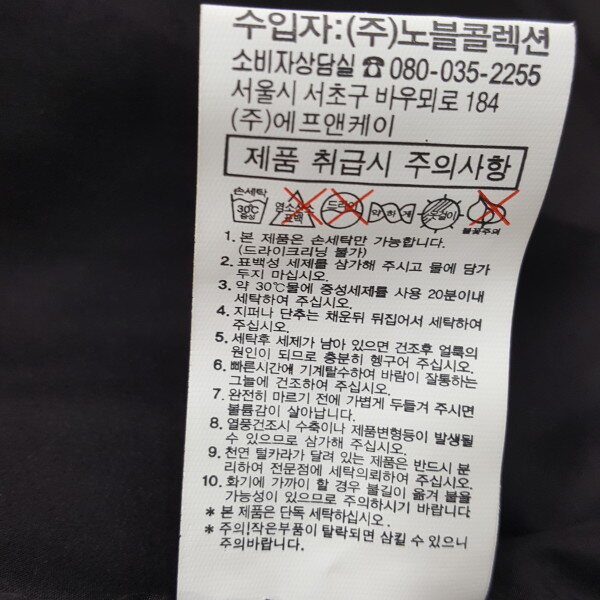 수입자:(주)노블콜렉션
소비자상담실 ☎ 080-035-2255
서울시 서초구 바우뫼로 184
(주)에프앤케이
제품 취급시 주의사항
손세탁
30℃ 중성 염소 표백 드라이 약하게 옷걸이
불꽃주의
1. 본 제품은 손세탁만 가능합니다.
(드라이크리닝 불가)
2. 표백성 세제를 삼가해 주시고 물에 담가
두지 마십시오.
3. 약 30℃물에 중성세제를 사용 20분이내
세탁하여 주십시오.
4. 지퍼나 단추는 채운뒤 뒤집어서 세탁하여
주십시오.
5. 세탁후 세제가 남아 있으면 건조후 얼룩의
원인이 되므로 충분히 헹구어 주십시오.
6. 빠른시간에 기계탈수하여 바람이 잘통하는
그늘에 건조하여 주십시오.
7. 완전히 마르기 전에 가볍게 두들겨 주시면
볼륨감이 살아납니다.
8. 열풍건조시 수축이나 제품변형등이 발생될
수 있으므로 삼가해 주십시오.
9. 천연 털카라가 달려 있는 제품은 반드시 분
리하여 전문점에 세탁의뢰하여 주십시오.
10. 화기에 가까이 할 경우 불길이 옮겨 붙을
가능성이 있으므로 주의하시기 바랍니다
* 본 제품은 단독 세탁하십시오.
* 주의!작은부품이 탈락되면 삼킬 수 있으니
주의바랍니다.